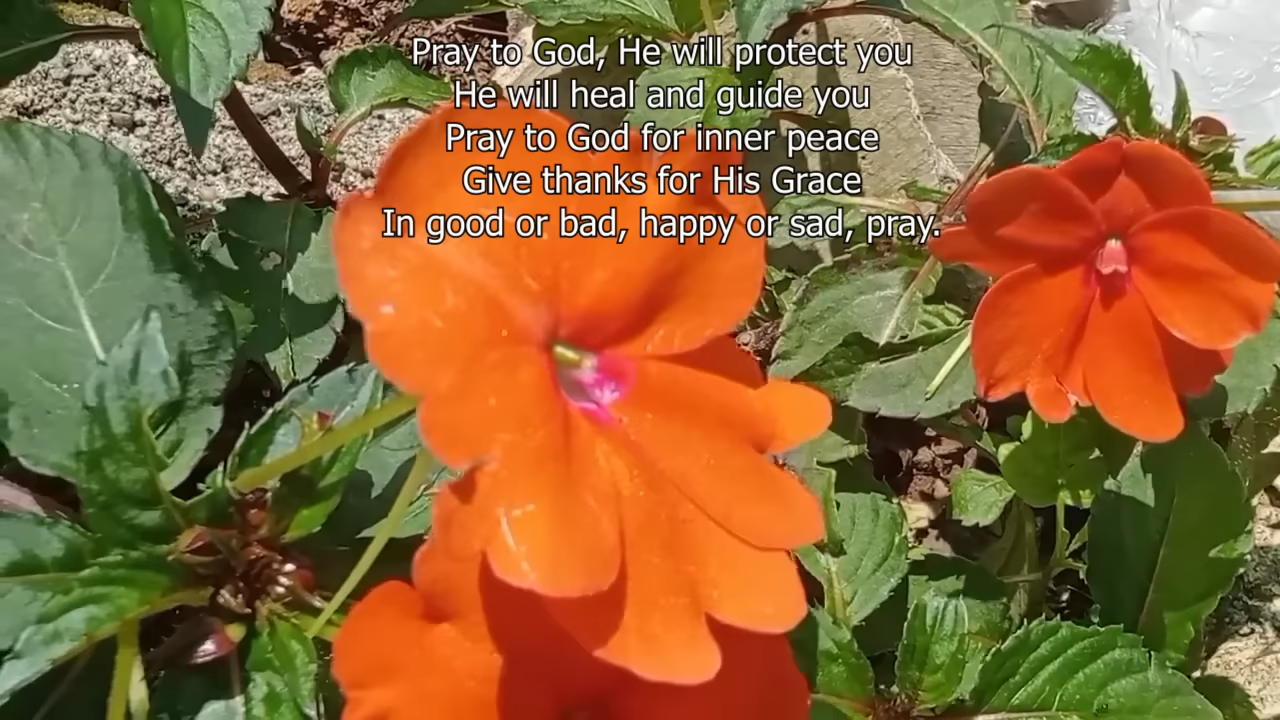 Pray to God, He will protect you
He will heal and guide you
Pray to God for inner peace
Give thanks for His Grace
In good or bad, happy or sad, pray.